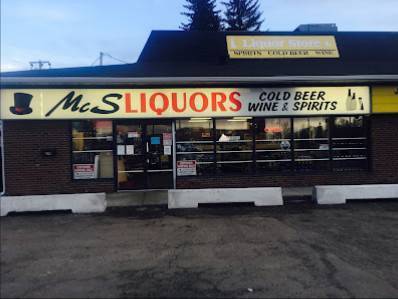 Liquor Store
SPIRITS COLD BEER WINE
McS LIQUORS
COLD BEER
WINE & SPIRITS